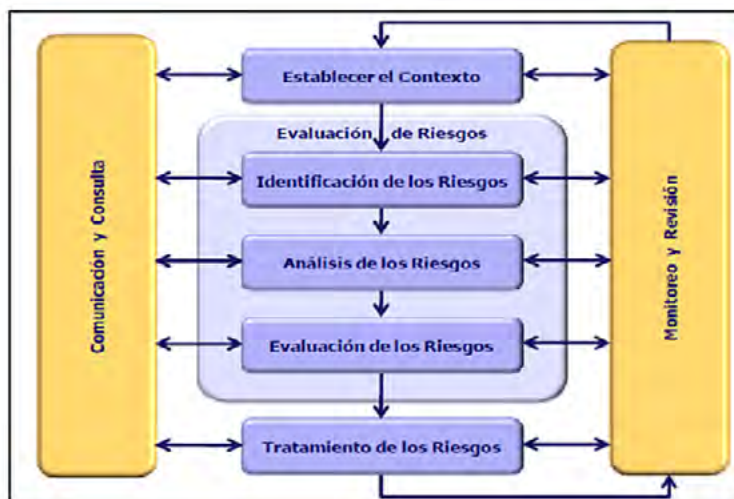 Establecer el Contexto
Evaluación de Riesgos
Identificación de los Riesgos
Análisis de los Riesgos
Evaluación de los Riesgos
Tratamiento de los Riesgos
Comunicación y Consulta
Monitoreo y Revisión